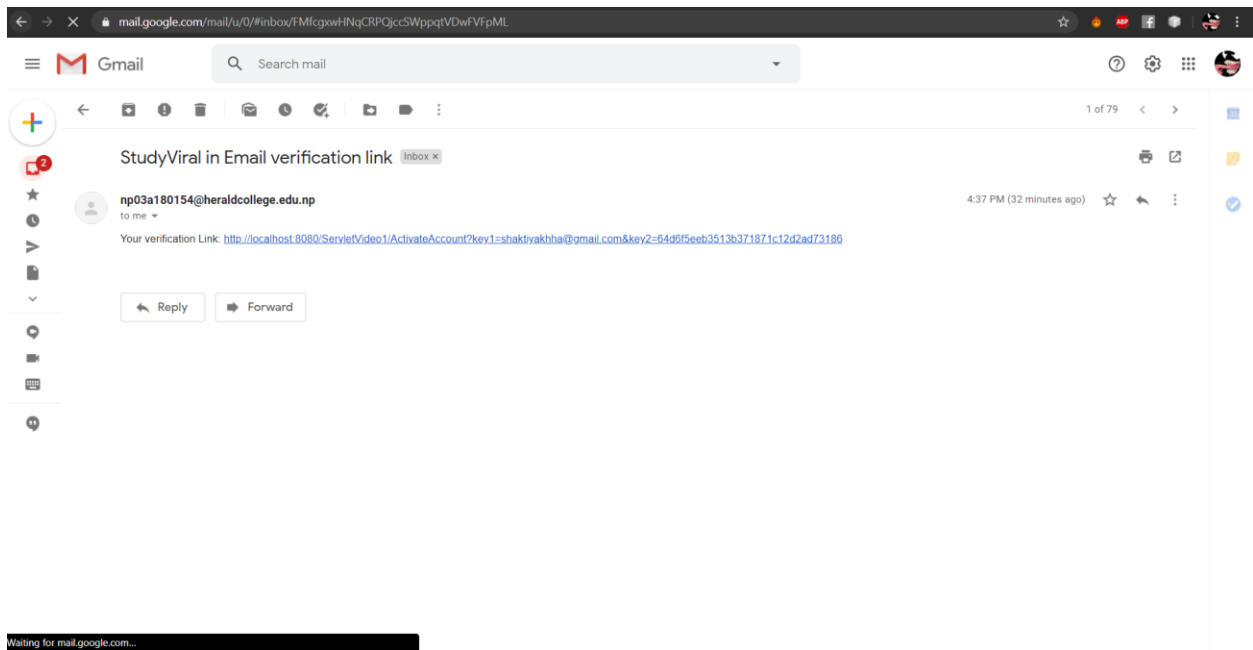 mail.google.com/mail/u/0/#inbox/FMfcgxwHNqCRPQjccSWppqtVDwFVFpML
ABP
Gmail
Search mail
1 of 79
31
2
StudyViral in Email verification link Inbox ×
np03a180154@heraldcollege.edu.np 4:37 PM (32 minutes ago)
to me
Your verification Link: http://localhost:8080/ServletVideo1/ActivateAccount?key1=shaktiyakhha@gmail.com&key2=64d6f5eeb3513b371871c12d2ad73186
Reply Forward
Waiting for mail.google.com...